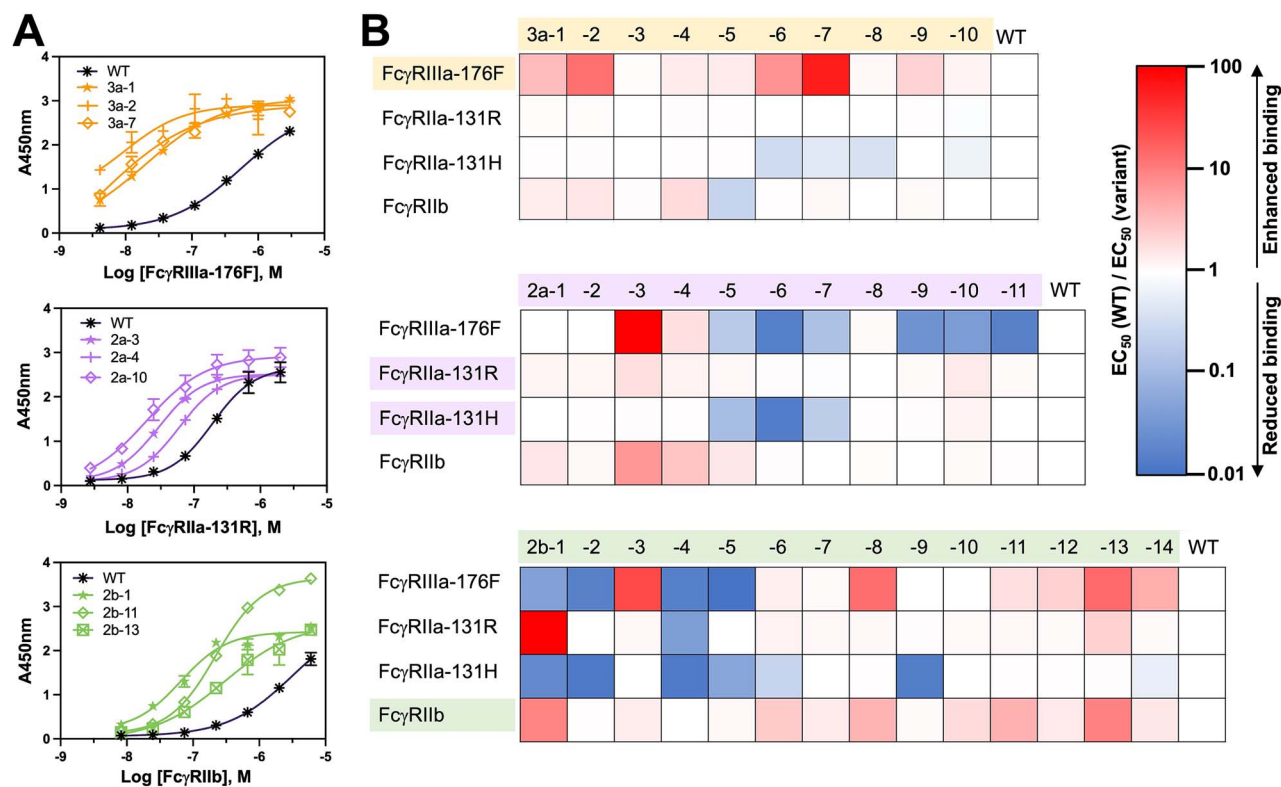 A
4
3
2
1
0
A450nm
WT
3a-1
3a-2
3a-7
-9
-8
-7
-6
-5
Log [FcγRIIIa-176F], M
4
3
2
1
0
A450nm
WT
2a-3
2a-4
2a-10
-9
-8
-7
-6
-5
Log [FcγRIIa-131R], M
4
3
2
1
0
A450nm
WT
2b-1
2b-11
2b-13
-9
-8
-7
-6
-5
Log [FcγRIIb], M
B
3a-1 -2 -3 -4 -5 -6 -7 -8 -9 -10 WT
FcγRIIIa-176F
FcγRIIa-131R
FcγRIIa-131H
FcγRIIb
2a-1 -2 -3 -4 -5 -6 -7 -8 -9 -10 -11 WT
FcγRIIIa-176F
FcγRIIa-131R
FcγRIIa-131H
FcγRIIb
2b-1 -2 -3 -4 -5 -6 -7 -8 -9 -10 -11 -12 -13 -14 WT
FcγRIIIa-176F
FcγRIIa-131R
FcγRIIa-131H
FcγRIIb
100
10
1
0.1
0.01
EC50 (WT) / EC50 (variant)
Enhanced binding
Reduced binding